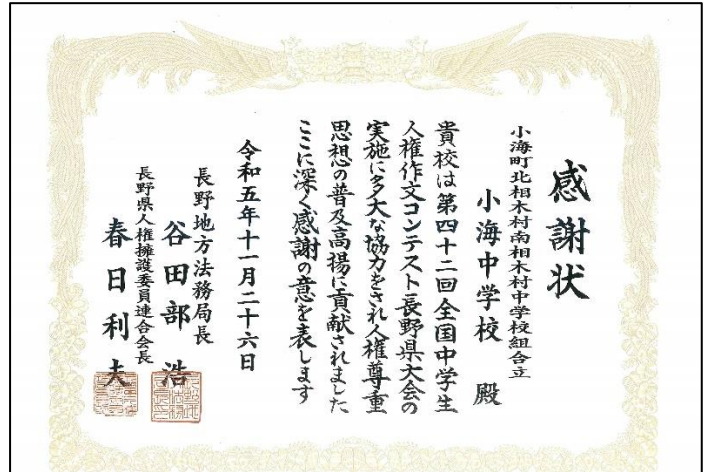 感謝状
小海町北相木村南相木村中学校組合立
小海中学校 殿
貴校は第四十二回全国中学生
人権作文コンテスト長野県大会の
実施に多大な協力をされ人権尊重
思想の普及高揚に貢献されました
ここに深く感謝の意を表します
令和五年十一月二十六日
長野地方法務局長
谷田部浩
長野県人権擁護委員連合会長
春日利夫